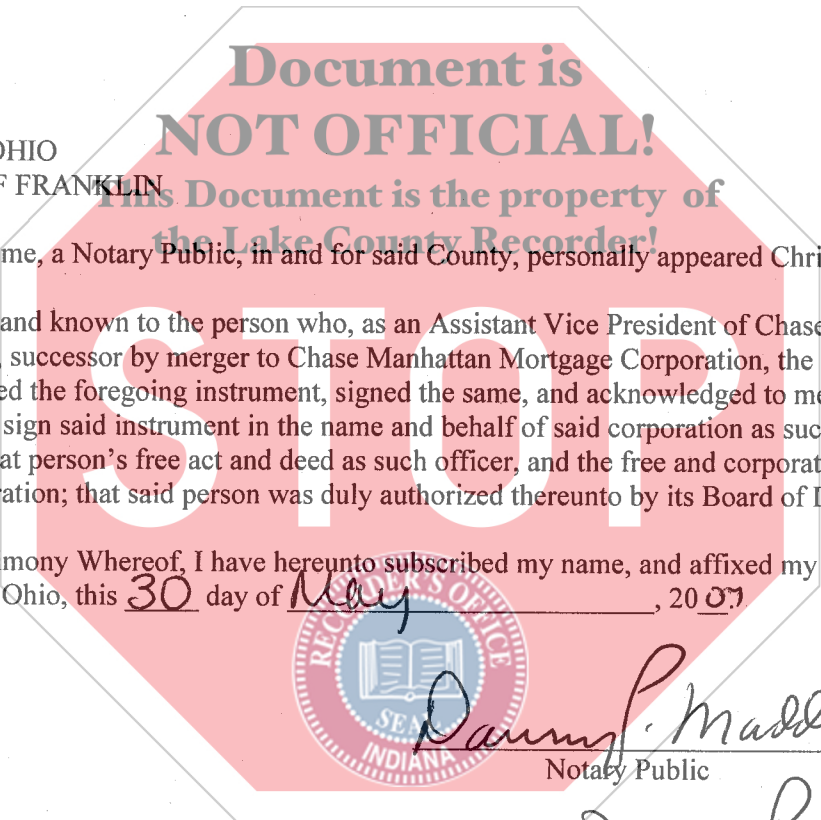 Document is
NOT OFFICIAL!
OHIO
F FRANKLIN
This Document is the property of
the Lake County Recorder!
me, a Notary Public, in and for said County, personally appeared Chri
and known to the person who, as an Assistant Vice President of Chase
, successor by merger to Chase Manhattan Mortgage Corporation, the
ed the foregoing instrument, signed the same, and acknowledged to me
sign said instrument in the name and behalf of said corporation as suc
at person's free act and deed as such officer, and the free and corporat
ration; that said person was duly authorized thereunto by its Board of D
STOP
mony Whereof, I have hereunto subscribed my name, and affixed my
Ohio, this 30 day of May, 2007
RECORDER'S OFFICE
SEAL
INDIANA
Danny P. Madd
Notary Public